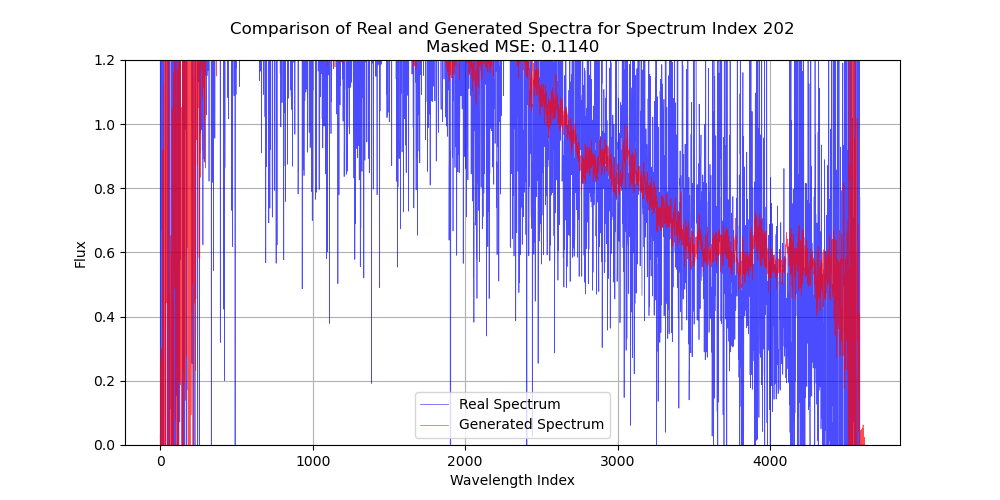 Comparison of Real and Generated Spectra for Spectrum Index 202
Masked MSE: 0.1140
1.2
1.0
0.8
0.6
0.4
0.2
0.0
Flux
Real Spectrum
Generated Spectrum
0 1000 2000 3000 4000
Wavelength Index